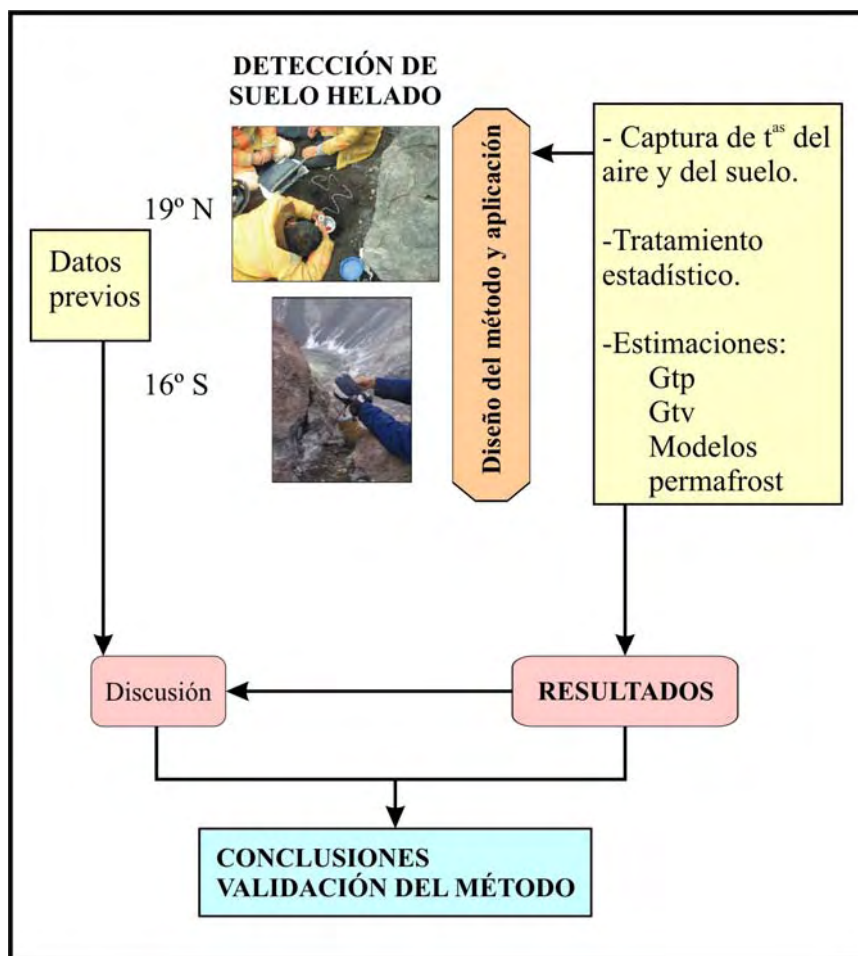 DETECCIÓN DE
SUELO HELADO
19º N
16º S
Datos
previos
Diseño del método y aplicación
- Captura de tᵃˢ del
aire y del suelo.
-Tratamiento
estadístico.
-Estimaciones:
Gtp
Gtv
Modelos
permafrost
Discusión
RESULTADOS
CONCLUSIONES
VALIDACIÓN DEL MÉTODO